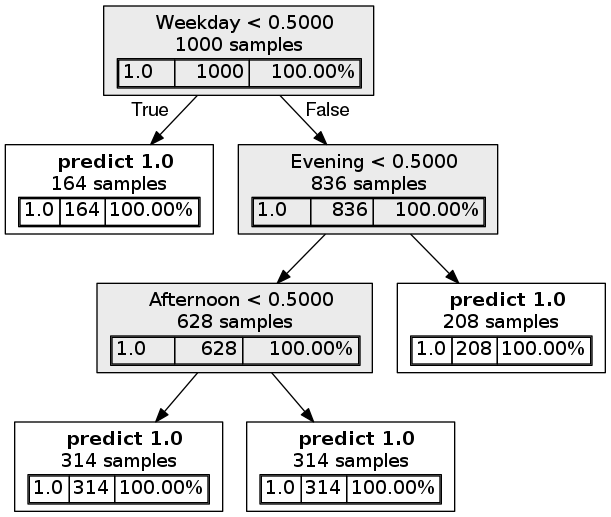 Weekday < 0.5000
1000 samples
1.0 1000 100.00%
True False
predict 1.0
164 samples
1.0 164 100.00%
Evening < 0.5000
836 samples
1.0 836 100.00%
Afternoon < 0.5000
628 samples
1.0 628 100.00%
predict 1.0
208 samples
1.0 208 100.00%
predict 1.0
314 samples
1.0 314 100.00%
predict 1.0
314 samples
1.0 314 100.00%